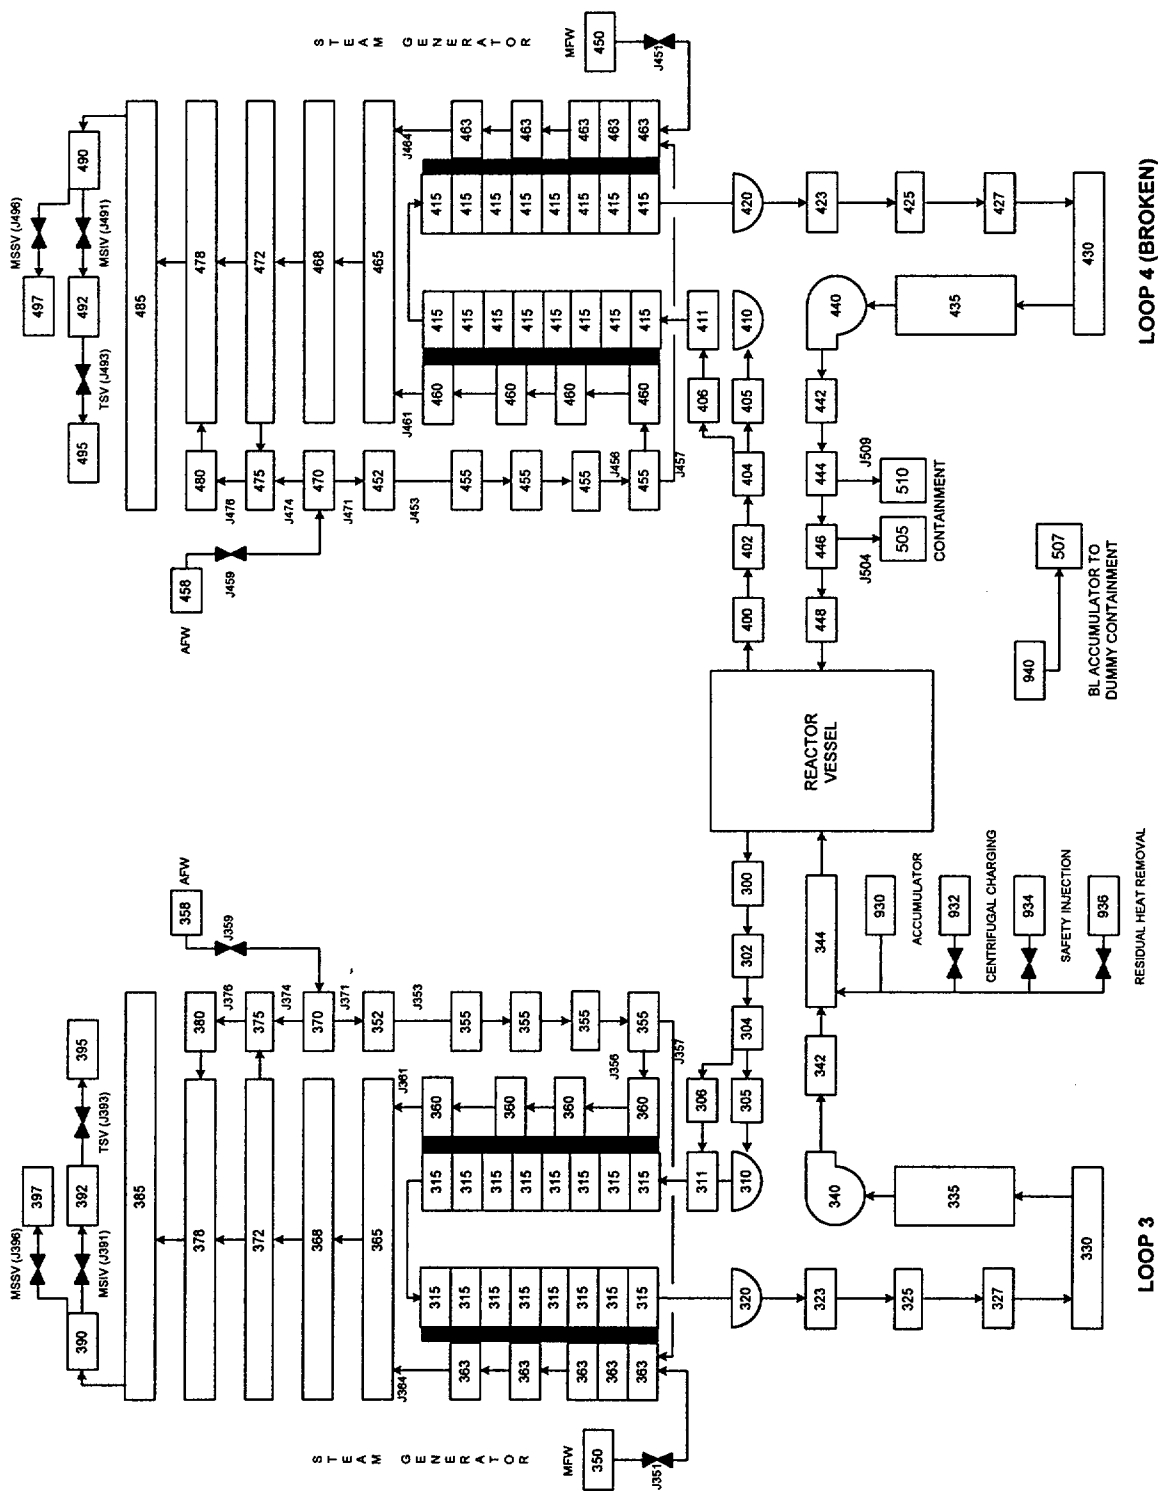 MSSV (J396)
397
390
MSIV (J391)
392
TSV (J393)
395
385
AFW
358
J359
378
380
J376
372
375
J374
368
370
J371
365
352
J353
J364
J361
STEAM GENERATOR
315
315
360
363
315
315
355
315
315
363
315
315
360
355
315
315
363
315
315
360
355
363
315
315
J356
363
315
315
360
355
J357
MFW
350
J351
311
306
320
310
305
304
302
300
323
340
342
344
325
335
930
ACCUMULATOR
932
CENTRIFUGAL CHARGING
327
934
SAFETY INJECTION
330
936
RESIDUAL HEAT REMOVAL
LOOP 3
REACTOR
VESSEL
MSSV (J496)
497
495
TSV (J493)
492
MSIV (J491)
490
485
AFW
458
J459
480
478
J476
475
472
J474
470
468
J471
452
465
J453
J461
J464
STEAM GENERATOR
460
415
415
455
415
415
463
460
415
415
455
415
415
463
455
460
415
415
463
J456
415
415
463
455
460
415
415
463
J457
MFW
450
J451
406
411
400
402
404
405
410
420
448
446
444
442
440
423
J504
J509
505
510
435
425
CONTAINMENT
427
940
507
430
BL ACCUMULATOR TO
DUMMY CONTAINMENT
LOOP 4 (BROKEN)